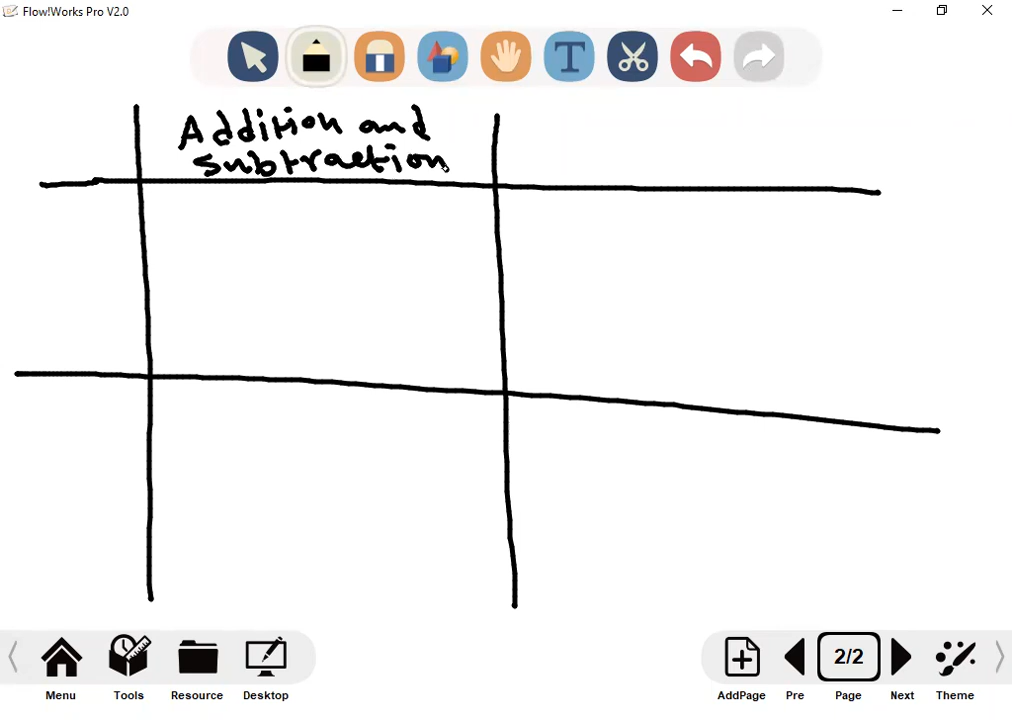 Flow!Works Pro V2.0
T
Addition and
subtraction
2/2
Menu
Tools
Resource
Desktop
AddPage
Pre
Page
Next
Theme